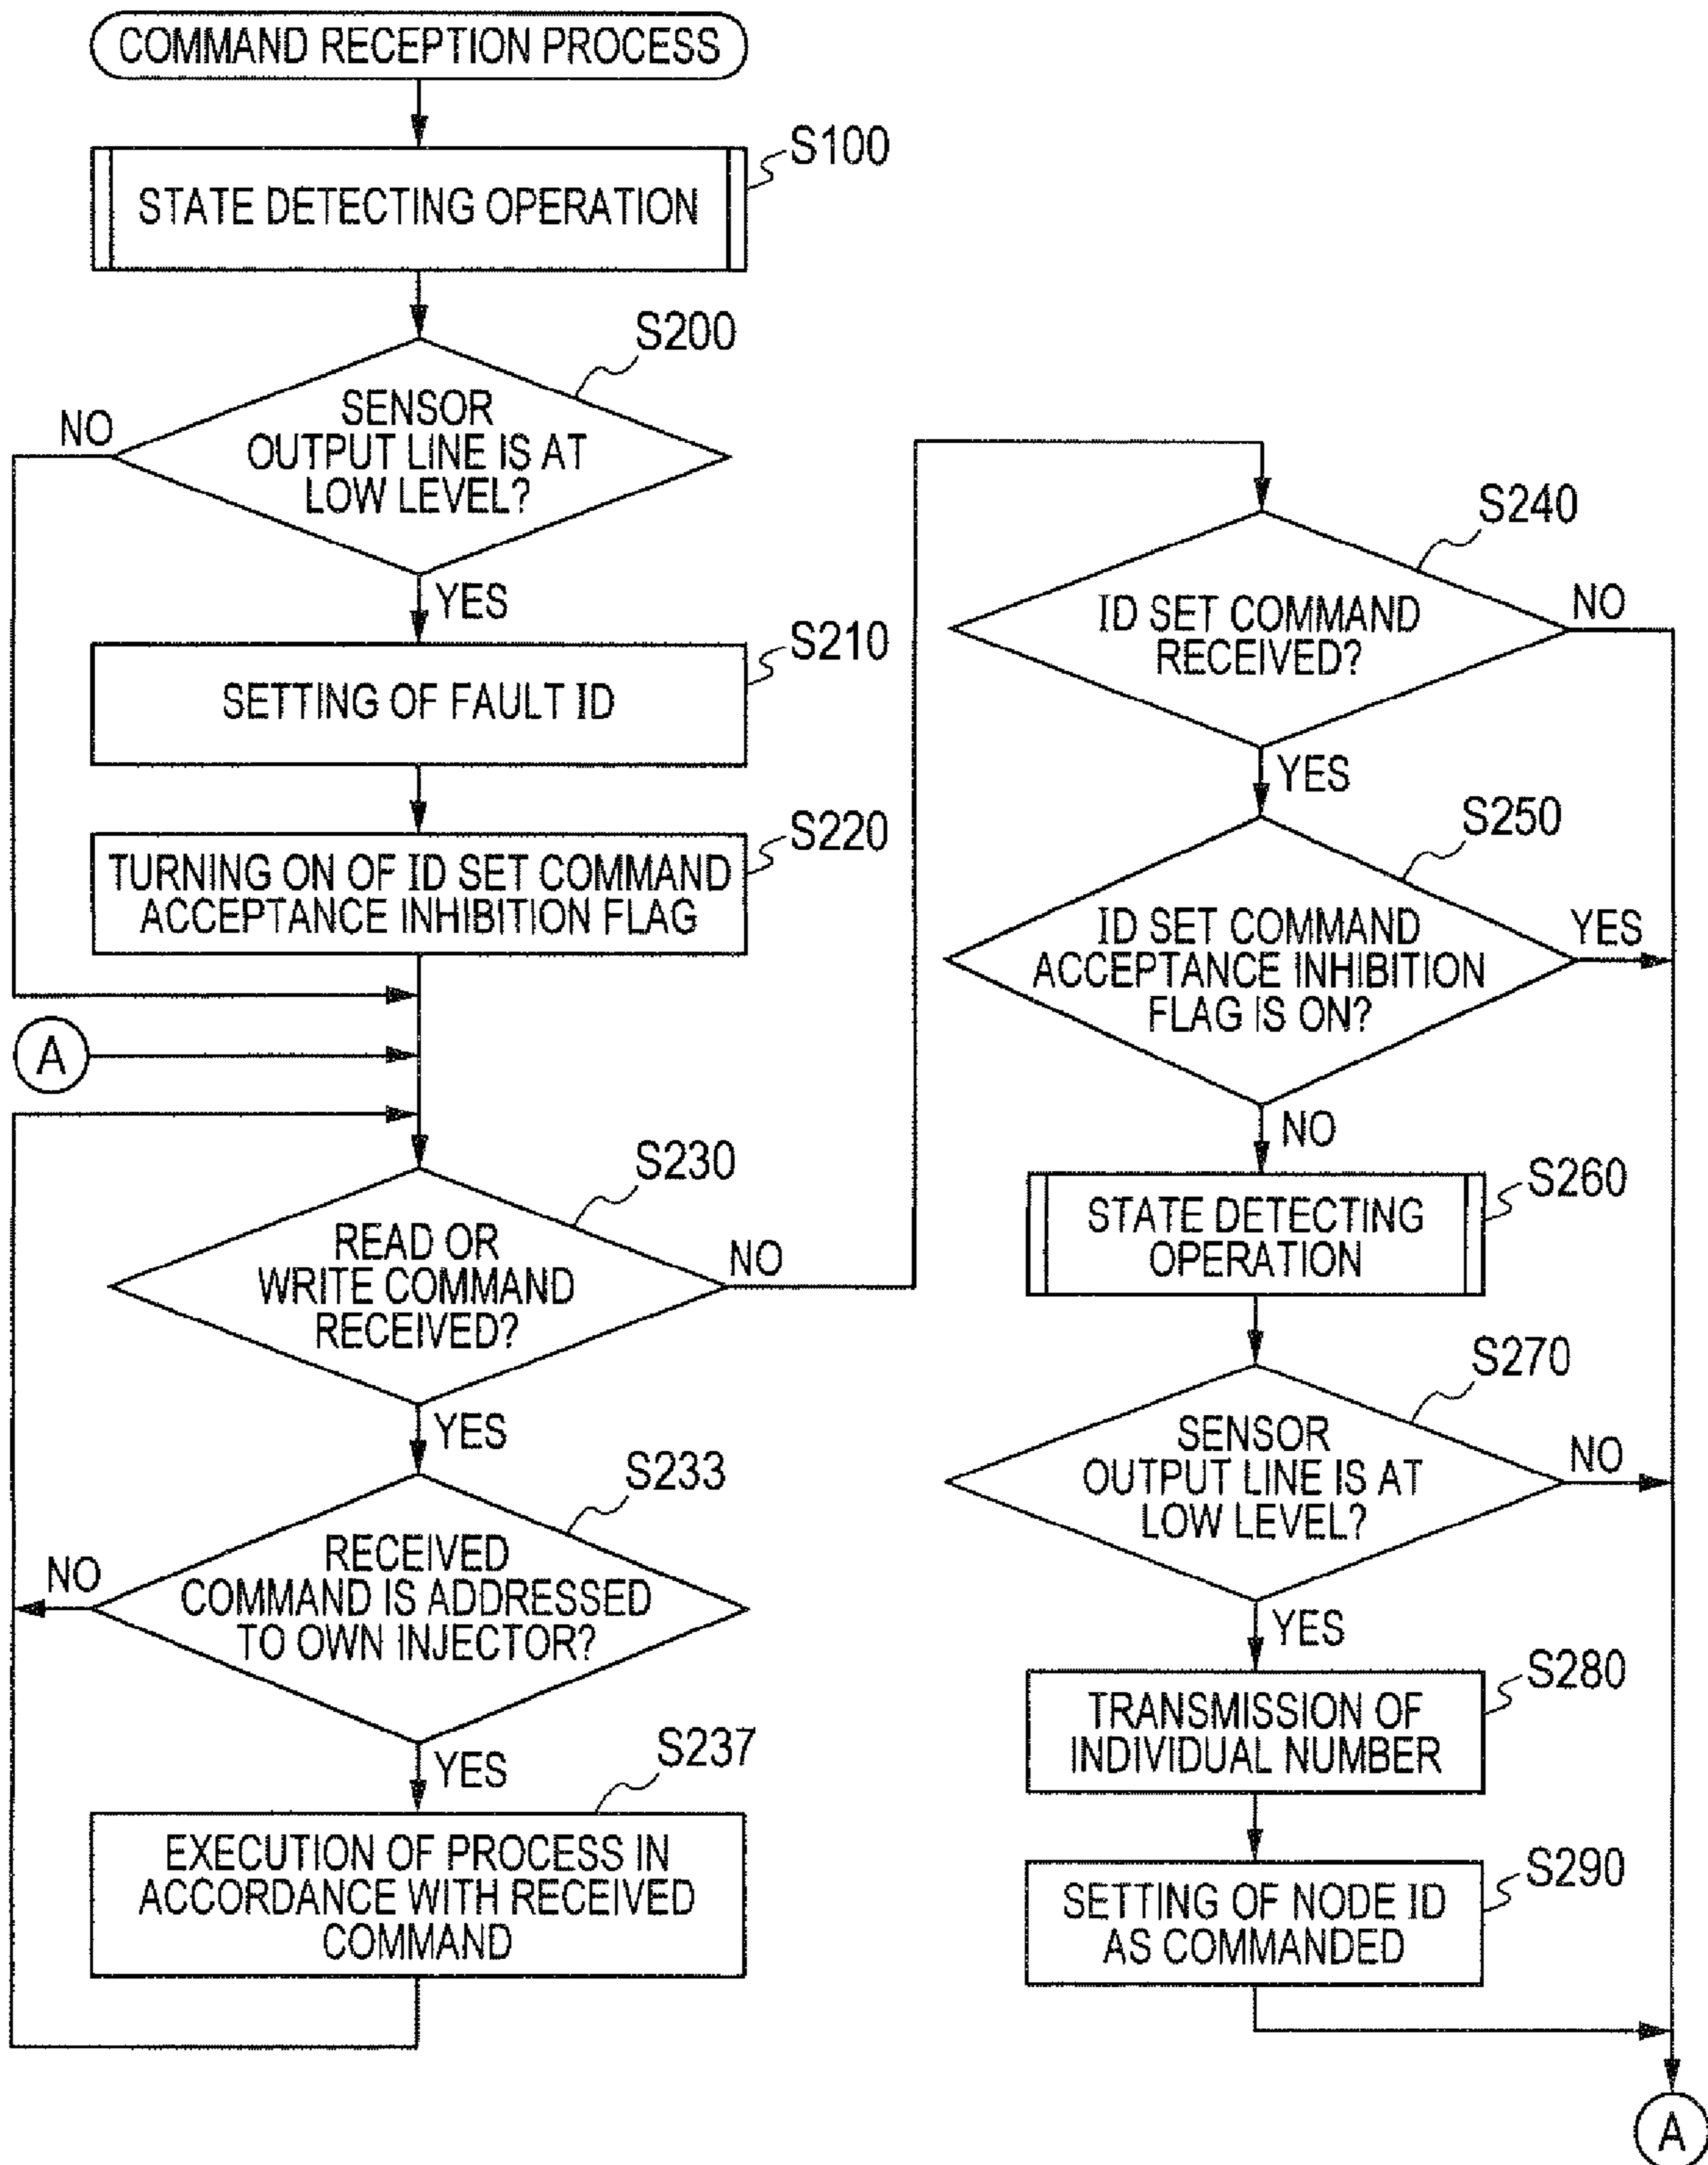 COMMAND RECEPTION PROCESS
S100
STATE DETECTING OPERATION
S200
SENSOR
OUTPUT LINE IS AT
LOW LEVEL?
NO
YES
S210
SETTING OF FAULT ID
S220
TURNING ON OF ID SET COMMAND
ACCEPTANCE INHIBITION FLAG
A
S230
READ OR
WRITE COMMAND
RECEIVED?
NO
YES
S233
RECEIVED
COMMAND IS ADDRESSED
TO OWN INJECTOR?
NO
YES
S237
EXECUTION OF PROCESS IN
ACCORDANCE WITH RECEIVED
COMMAND
S240
ID SET COMMAND
RECEIVED?
NO
YES
S250
ID SET COMMAND
ACCEPTANCE INHIBITION
FLAG IS ON?
YES
NO
S260
STATE DETECTING
OPERATION
S270
SENSOR
OUTPUT LINE IS AT
LOW LEVEL?
NO
YES
S280
TRANSMISSION OF
INDIVIDUAL NUMBER
S290
SETTING OF NODE ID
AS COMMANDED
A